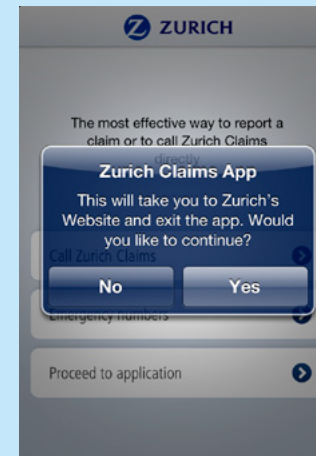 ZURICH
The most effective way to report a
claim or to call Zurich Claims
directly
Zurich Claims App
This will take you to Zurich's
Website and exit the app. Would
you like to continue?
Call Zurich Claims
No Yes
Emergency numbers
Proceed to application